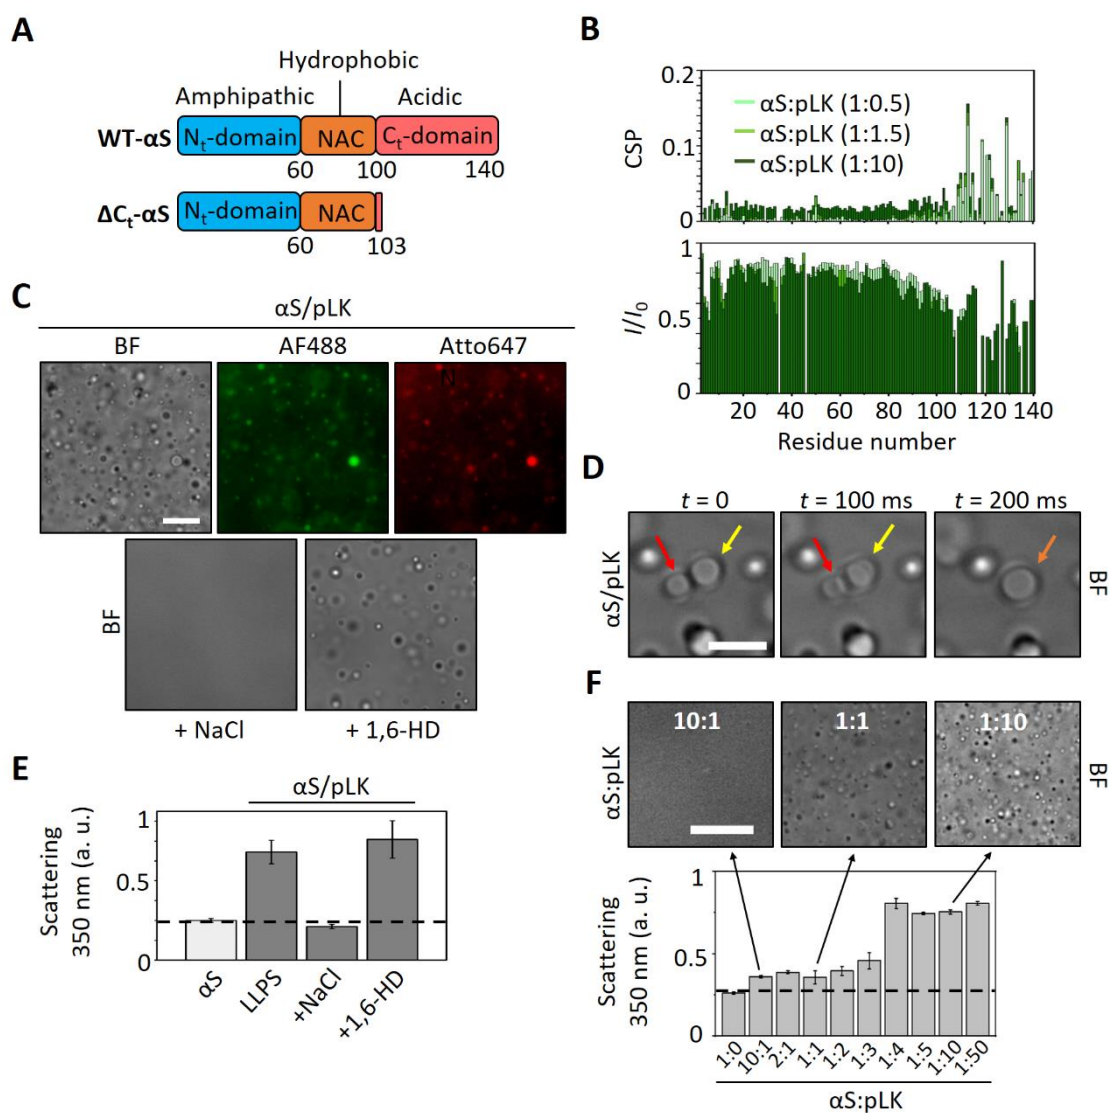 A
Hydrophobic
Amphipathic
Acidic
WT-αS
Nt-domain
NAC
Ct-domain
60
100
140
ΔCt-αS
Nt-domain
NAC
60
103
B
0.2
0.1
0
CSP
αS:pLK (1:0.5)
αS:pLK (1:1.5)
αS:pLK (1:10)
1
0.5
0
I/I0
20 40 60 80 100 120 140
Residue number
C
αS/pLK
BF
AF488
Atto647
N
BF
+ NaCl
+ 1,6-HD
D
t = 0
t = 100 ms
t = 200 ms
αS/pLK
BF
E
αS/pLK
Scattering
350 nm (a. u.)
1
0.5
0
αS
LLPS
+NaCl
+1,6-HD
F
αS:pLK
10:1
1:1
1:10
BF
Scattering
350 nm (a. u.)
1
0.5
0
1:0
10:1
2:1
1:1
1:2
1:3
1:4
1:5
1:10
1:50
αS:pLK